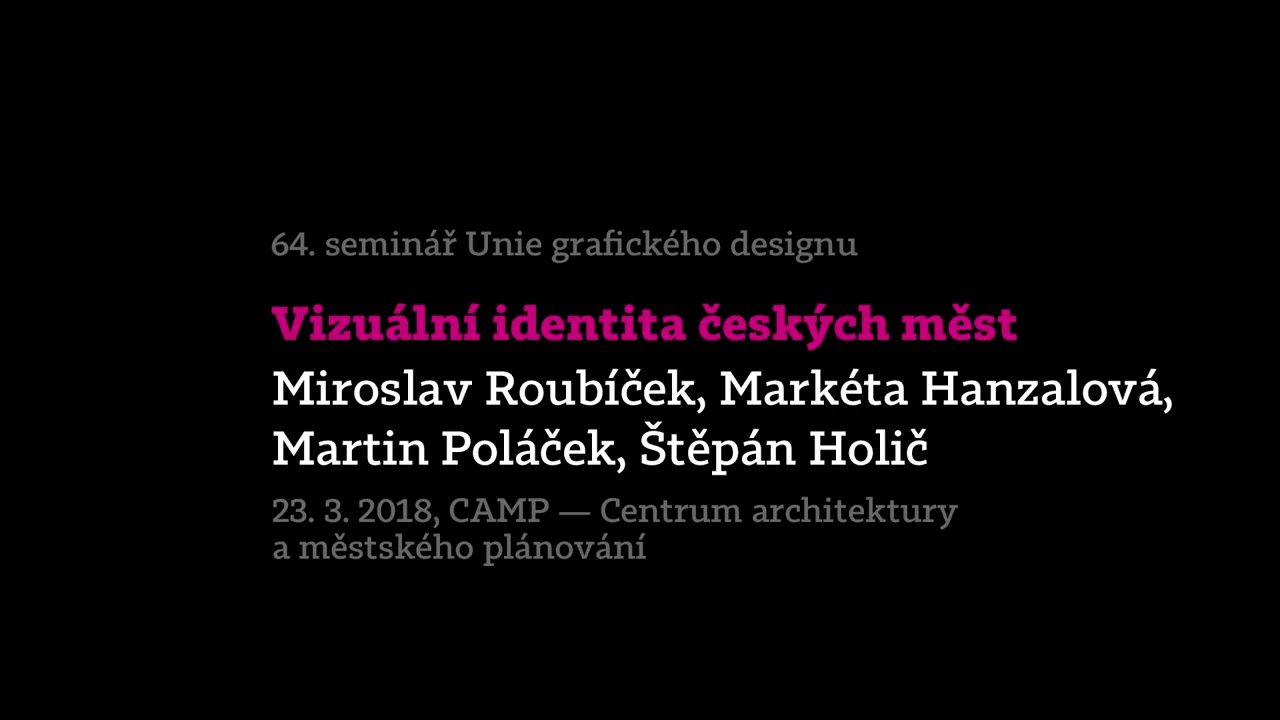 64. seminář Unie grafického designu
Vizuální identita českých měst
Miroslav Roubíček, Markéta Hanzalová,
Martin Poláček, Štěpán Holič
23. 3. 2018, CAMP — Centrum architektury
a městského plánování